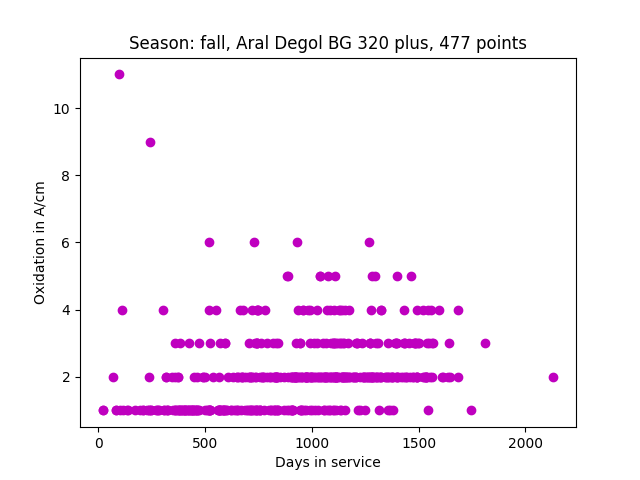 Season: fall, Aral Degol BG 320 plus, 477 points
Oxidation in A/cm
10
8
6
4
2
0 500 1000 1500 2000
Days in service